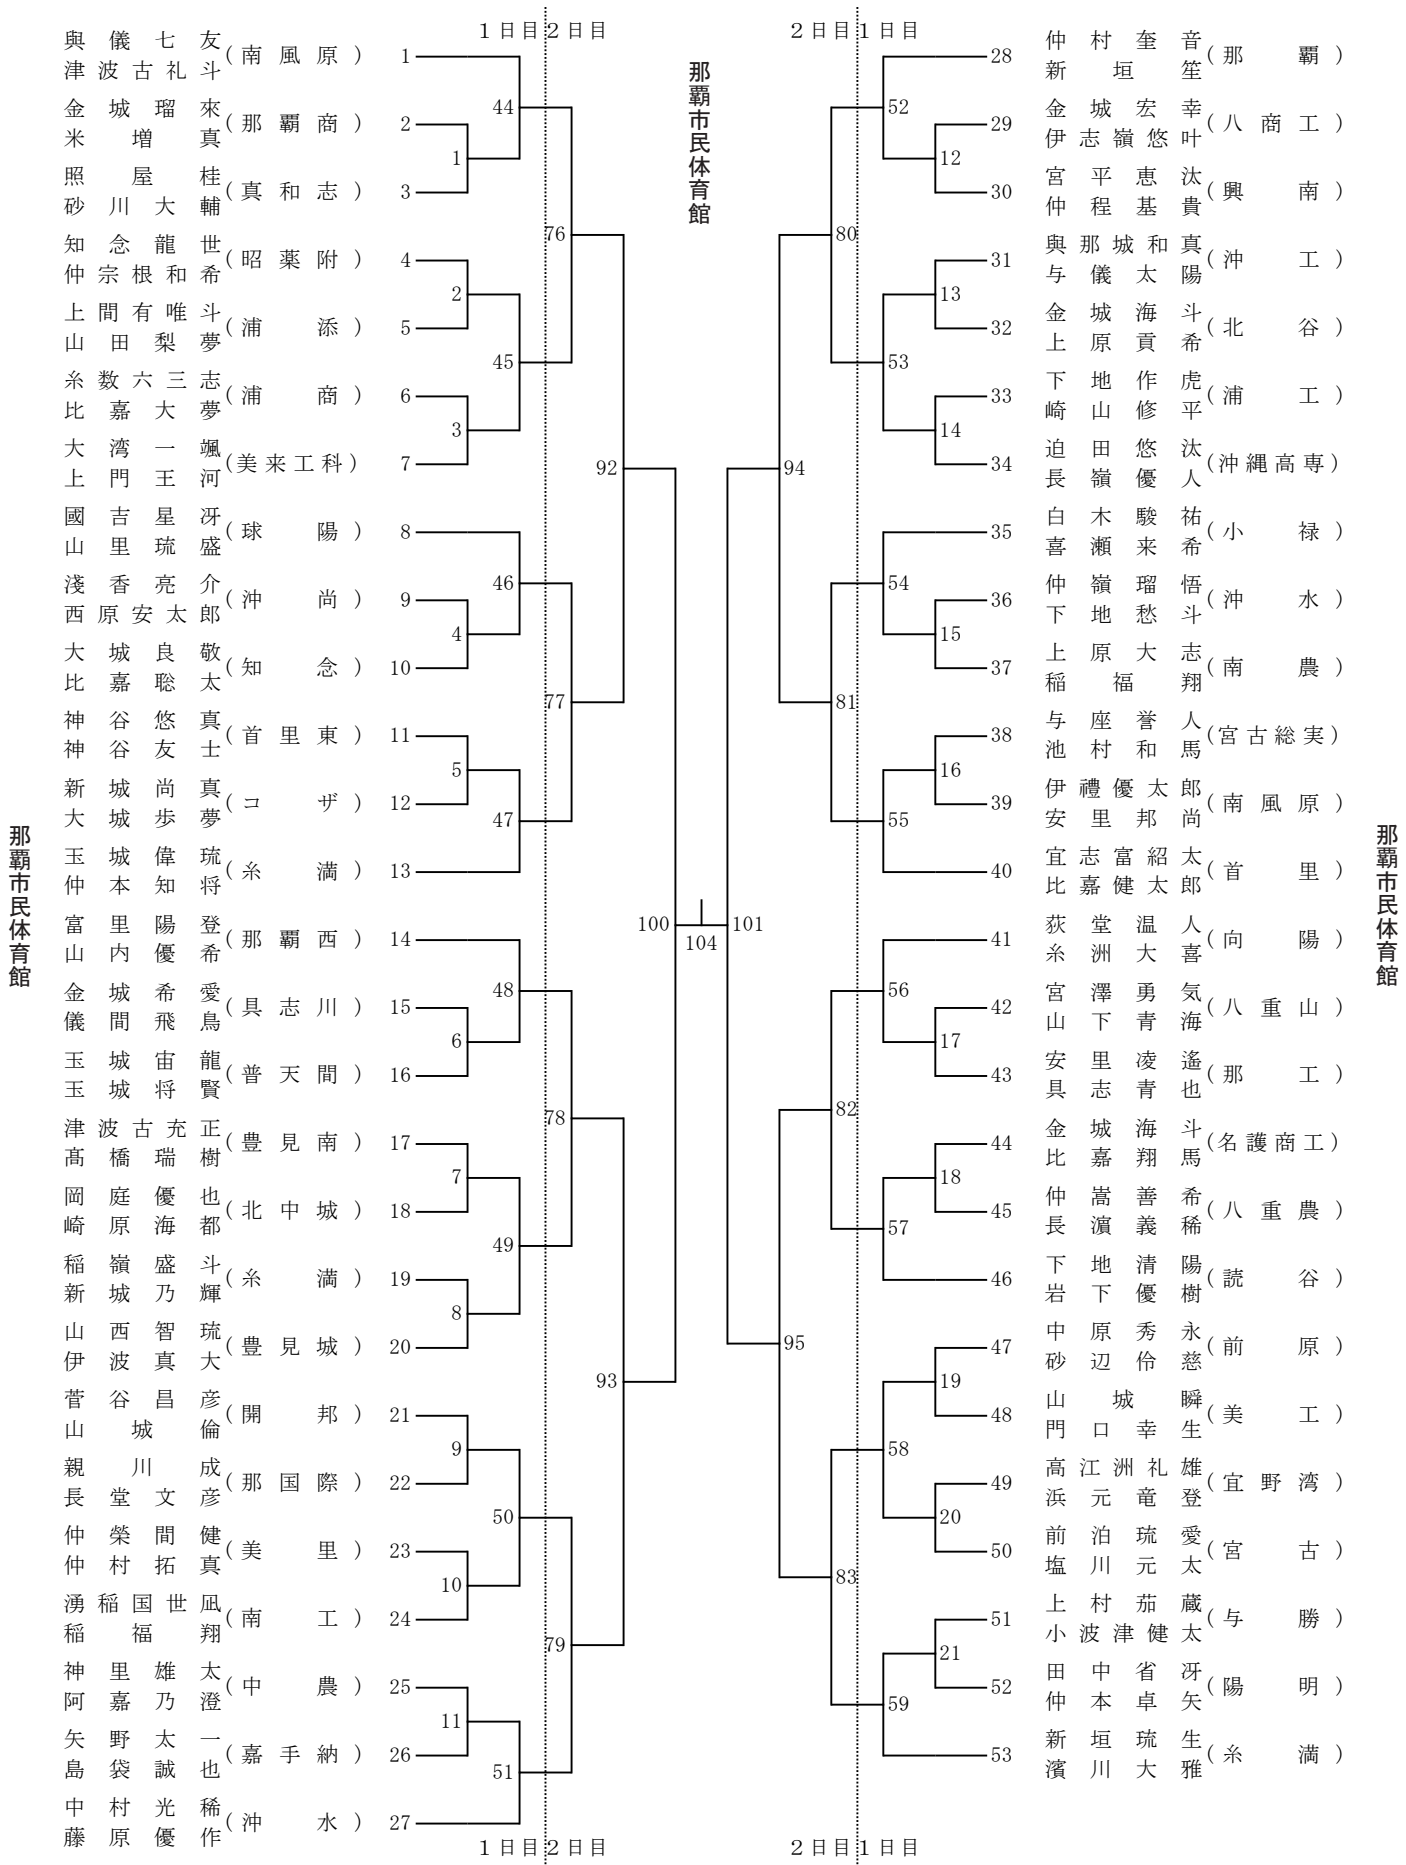 1日目 2日目
與儀七友
津波古礼斗
(南風原) 1
金城瑠來
米増真
(那覇商) 2
照屋桂
砂川大輔
(真和志) 3
知念龍世
仲宗根和希
(昭薬附) 4
上間有唯斗
山田梨夢
(浦添) 5
糸数六三志
比嘉大夢
(浦商) 6
大湾一颯
上門王河
(美来工科) 7
國吉星冴
山里琉盛
(球陽) 8
淺香亮介
西原安太郎
(沖尚) 9
大城良敬
比嘉聡太
(知念) 10
神谷悠真
神谷友士
(首里東) 11
新城尚真
大城歩夢
(コザ) 12
玉城偉琉
仲本知将
(糸満) 13
富里陽登
山内優希
(那覇西) 14
金城希愛
儀間飛鳥
(具志川) 15
玉城宙龍
玉城将賢
(普天間) 16
津波古充正
髙橋瑞樹
(豊見南) 17
岡庭優也
崎原海都
(北中城) 18
稲嶺盛斗
新城乃輝
(糸満) 19
山西智琉
伊波真大
(豊見城) 20
菅谷昌彦
山城倫
(開邦) 21
親川成
長堂文彦
(那国際) 22
仲榮間健
仲村拓真
(美里) 23
湧稲国世凪
稲福翔
(南工) 24
神里雄太
阿嘉乃澄
(中農) 25
矢野太一
島袋誠也
(嘉手納) 26
中村光稀
藤原優作
(沖水) 27
1日目 2日目
那覇市民体育館
1
2
3
4
5
6
7
8
9
10
11
44
45
46
47
48
49
50
51
76
77
78
79
92
93
100
104
101
那覇市民体育館
94
95
80
81
82
83
52
53
54
55
56
57
58
59
12
13
14
15
16
17
18
19
20
21
2日目 1日目
28 仲村奎音
新垣笙
(那覇)
29 金城宏幸
伊志嶺悠叶
(八商工)
30 宮平恵汰
仲程基貴
(興南)
31 與那城和真
与儀太陽
(沖工)
32 金城海斗
上原貢希
(北谷)
33 下地作虎
崎山修平
(浦工)
34 迫田悠汰
長嶺優人
(沖縄高専)
35 白木駿祐
喜瀬来希
(小禄)
36 仲嶺瑠悟
下地愁斗
(沖水)
37 上原大志
稲福翔
(南農)
38 与座誉人
池村和馬
(宮古総実)
39 伊禮優太郎
安里邦尚
(南風原)
40 宜志富紹太
比嘉健太郎
(首里)
41 荻堂温人
糸洲大喜
(向陽)
42 宮澤勇気
山下青海
(八重山)
43 安里凌遙
具志青也
(那工)
44 金城海斗
比嘉翔馬
(名護商工)
45 仲嵩善希
長濵義稀
(八重農)
46 下地清陽
岩下優樹
(読谷)
47 中原秀永
砂辺伶慈
(前原)
48 山城瞬
門口幸生
(美工)
49 高江洲礼雄
浜元竜登
(宜野湾)
50 前泊琉愛
塩川元太
(宮古)
51 上村茄蔵
小波津健太
(与勝)
52 田中省冴
仲本卓矢
(陽明)
53 新垣琉生
濱川大雅
(糸満)
2日目 1日目
那覇市民体育館